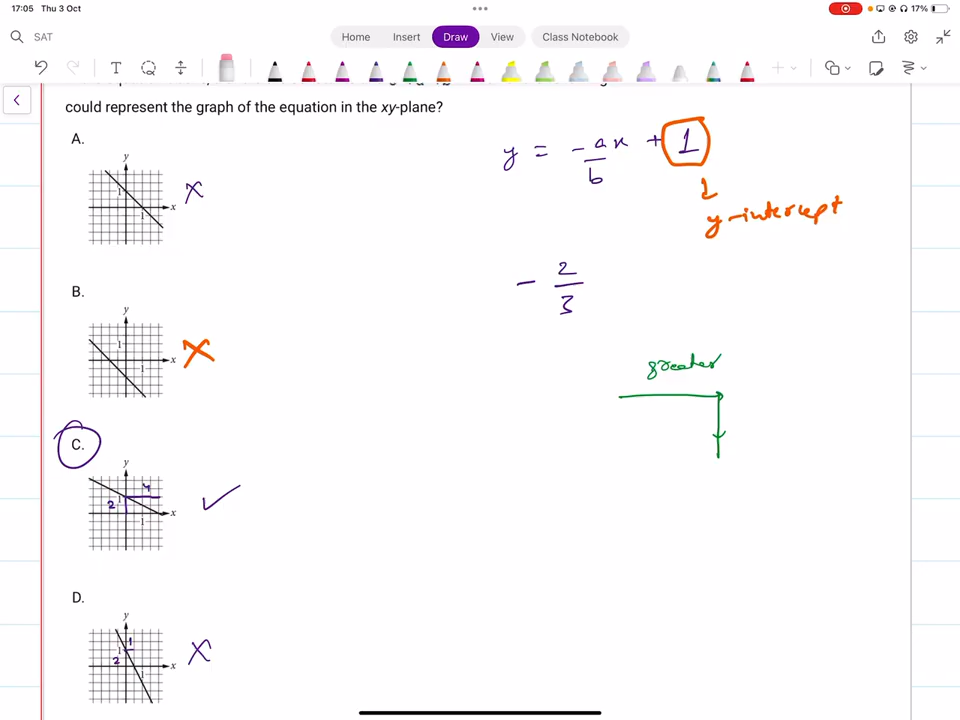 17:05 Thu 3 Oct
17%
SAT
Home Insert Draw View Class Notebook
could represent the graph of the equation in the xy-plane?
A.
y
1
x
1
X
y = -a/b x + 1
y-intercept
- 2/3
B.
y
1
x
1
X
greater
C.
y
4
1
2
x
1
D.
y
1
1
2
x
1
X